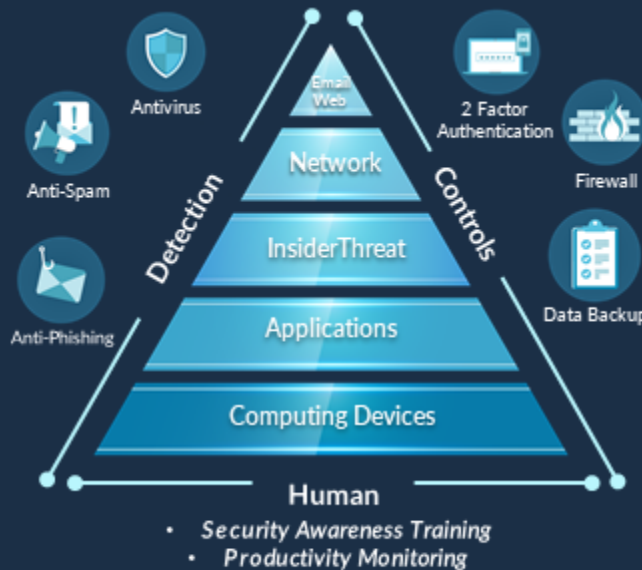 Email
Web
Antivirus
2 Factor
Authentication
Network
Anti-Spam
Firewall
Detection
Controls
InsiderThreat
Data Backup
Anti-Phishing
Applications
Computing Devices
Human
• Security Awareness Training
• Productivity Monitoring